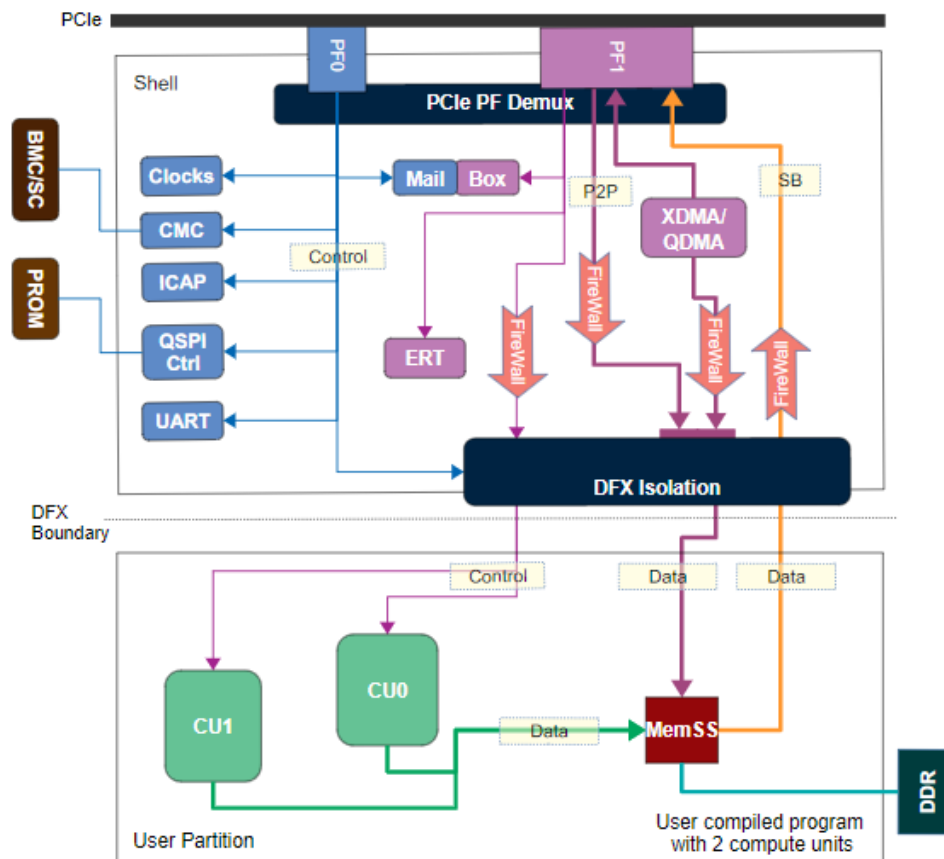 PCIe
PF0
PF1
Shell
PCIe PF Demux
BMC/SC
Clocks
Mail
Box
P2P
SB
XDMA/
QDMA
CMC
Control
PROM
ICAP
FireWall
FireWall
FireWall
FireWall
QSPI
Ctrl
ERT
UART
DFX Isolation
DFX
Boundary
Control
Data
Data
CU0
CU1
Data
MemSS
DDR
User Partition
User compiled program
with 2 compute units